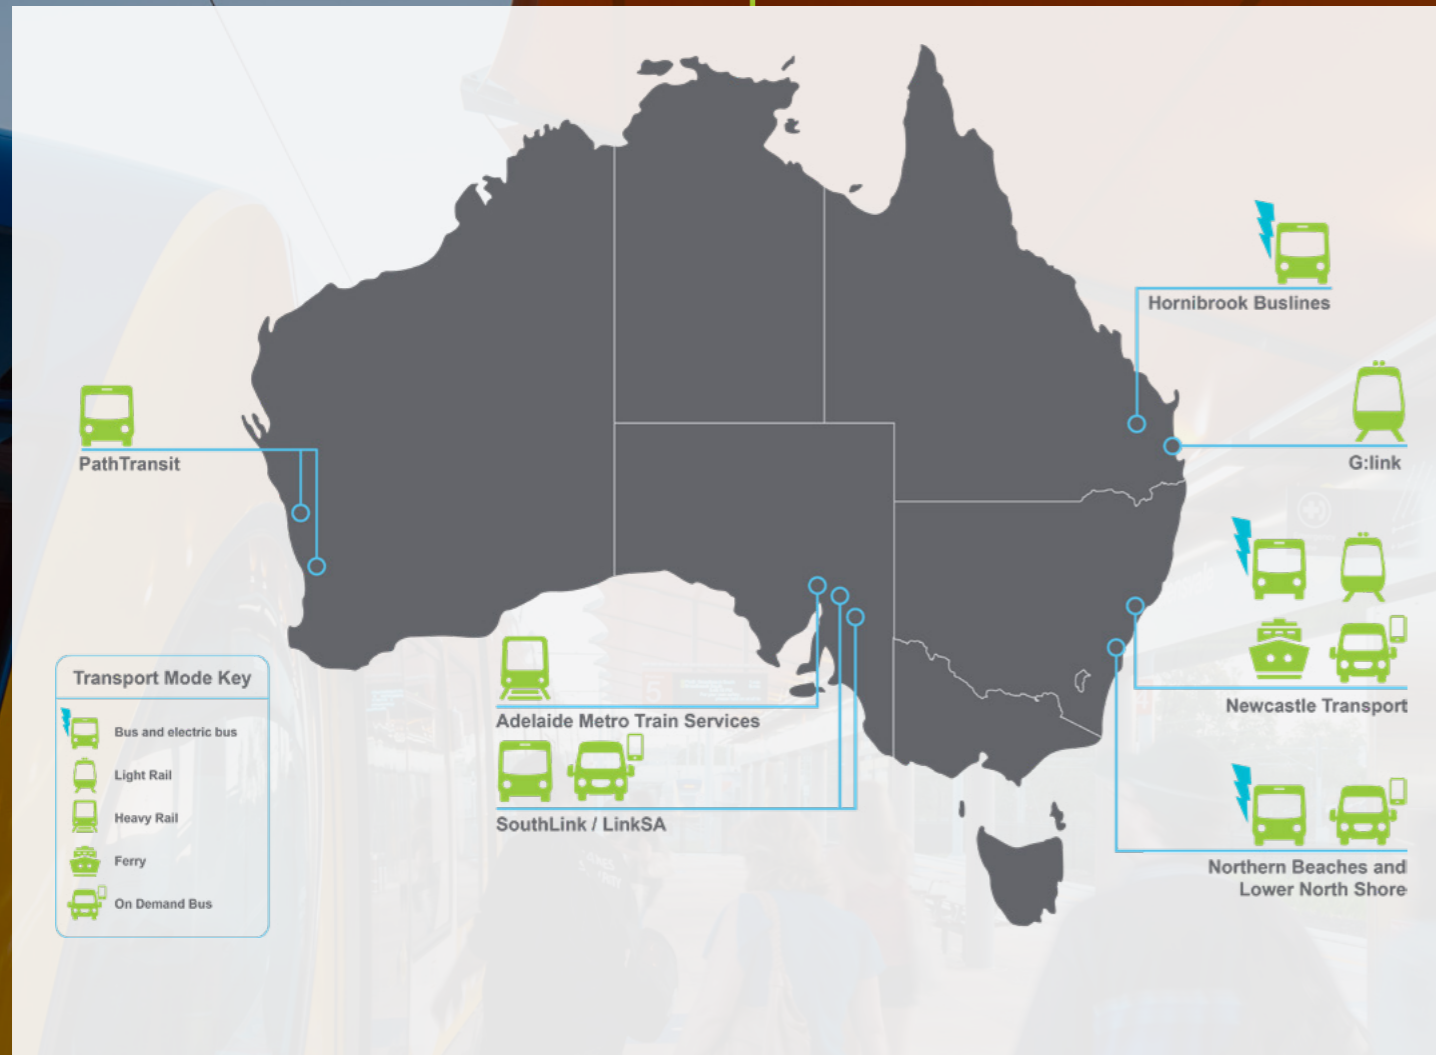 Hornibrook Buslines
G:link
PathTransit
Newcastle Transport
Transport Mode Key
Bus and electric bus
Light Rail
Heavy Rail
Ferry
On Demand Bus
Adelaide Metro Train Services
SouthLink / LinkSA
Northern Beaches and
Lower North Shore
5